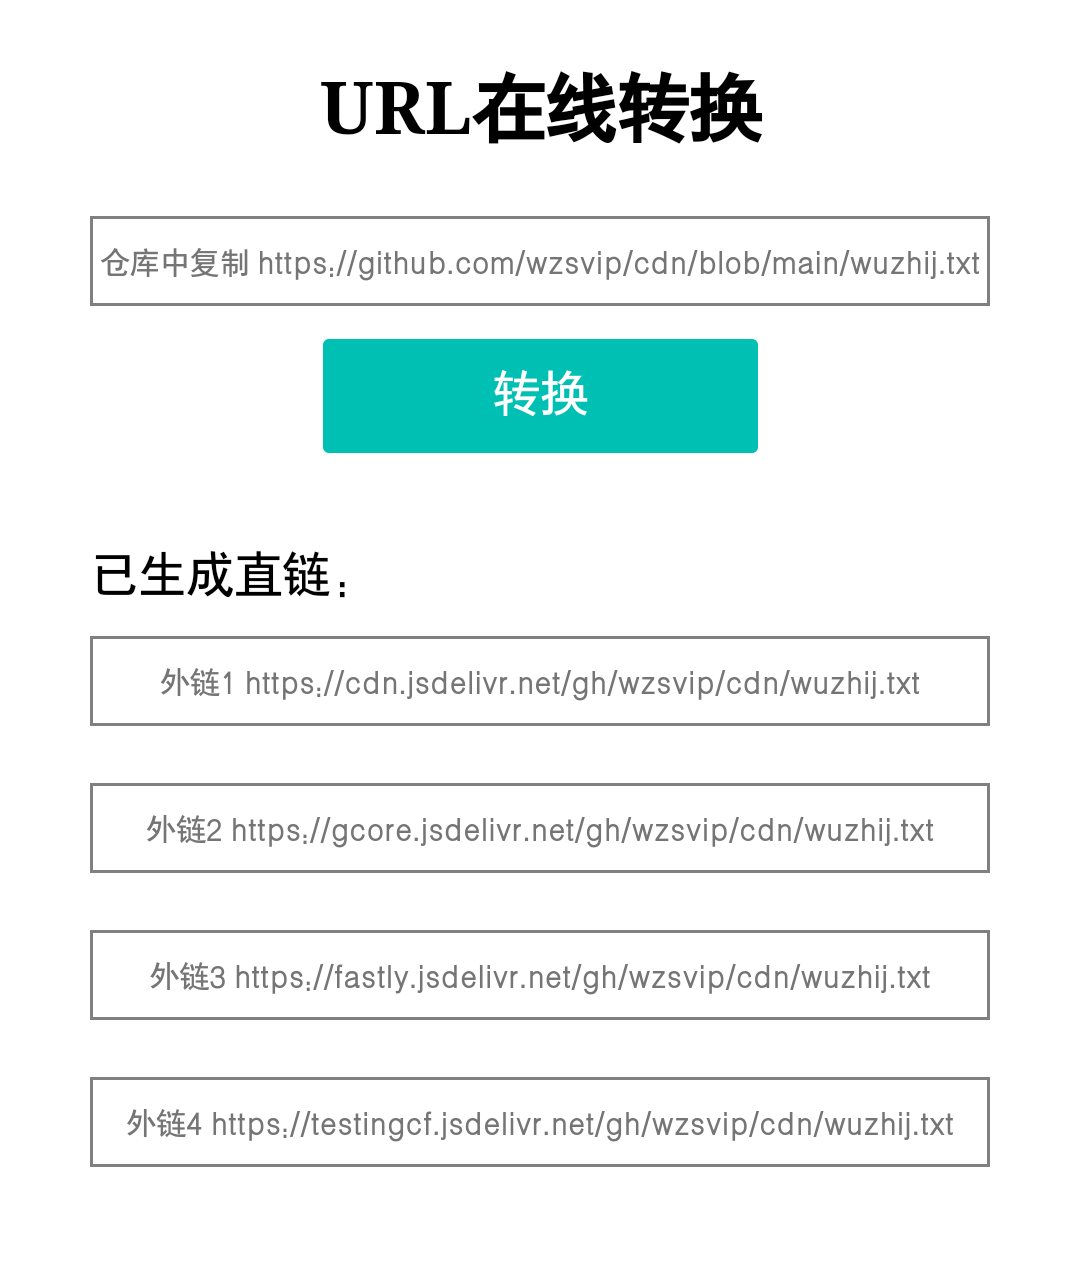 URL在线转换
仓库中复制 https://github.com/wzsvip/cdn/blob/main/wuzhij.txt
转换
已生成直链：
外链1 https://cdn.jsdelivr.net/gh/wzsvip/cdn/wuzhij.txt
外链2 https://gcore.jsdelivr.net/gh/wzsvip/cdn/wuzhij.txt
外链3 https://fastly.jsdelivr.net/gh/wzsvip/cdn/wuzhij.txt
外链4 https://testingcf.jsdelivr.net/gh/wzsvip/cdn/wuzhij.txt